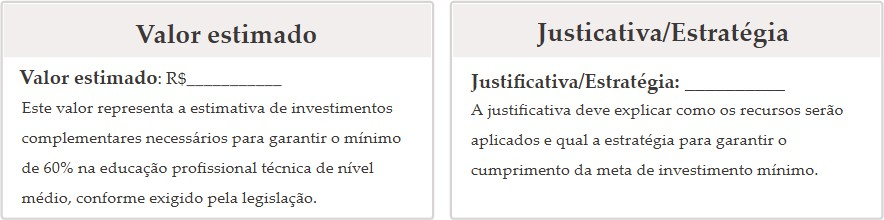 Valor estimado
Valor estimado: R$___________
Este valor representa a estimativa de investimentos
complementares necessários para garantir o mínimo
de 60% na educação profissional técnica de nível
médio, conforme exigido pela legislação.
Justicativa/Estratégia
Justificativa/Estratégia: __________
A justificativa deve explicar como os recursos serão
aplicados e qual a estratégia para garantir o
cumprimento da meta de investimento mínimo.